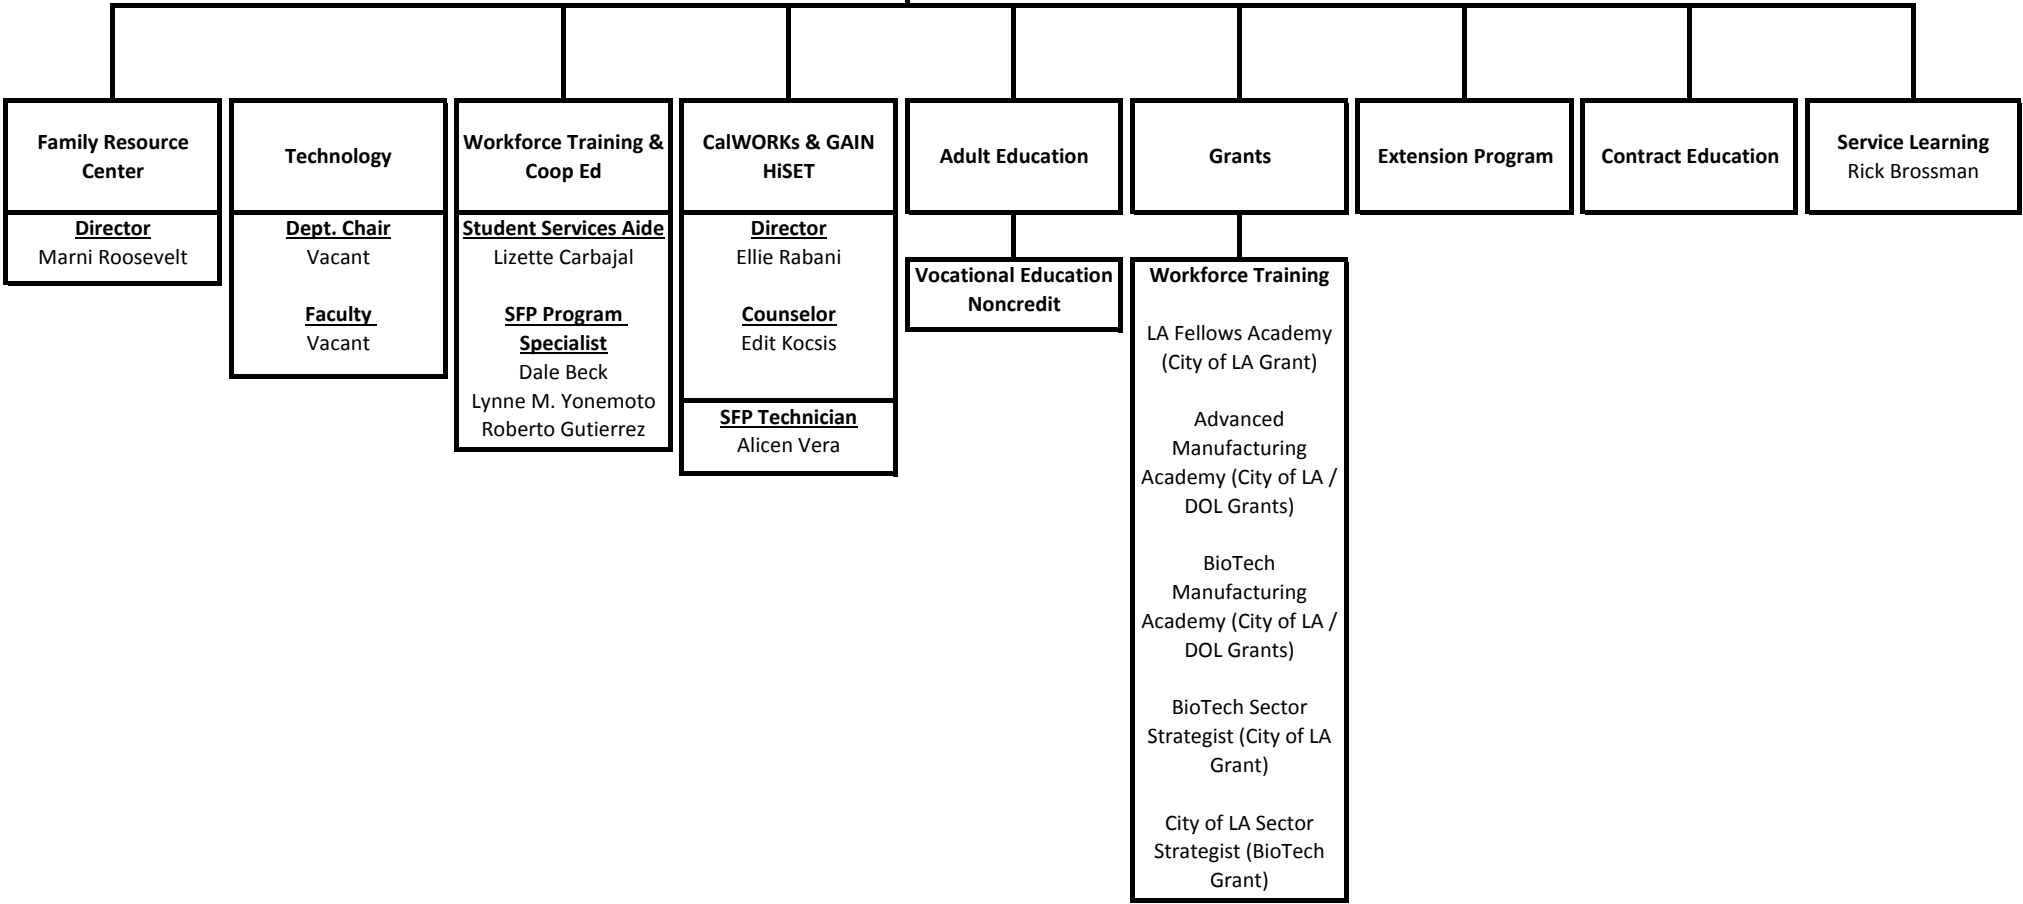 Family Resource
Center
Director
Marni Roosevelt
Technology
Dept. Chair
Vacant
Faculty
Vacant
Workforce Training &
Coop Ed
Student Services Aide
Lizette Carbajal
SFP Program
Specialist
Dale Beck
Lynne M. Yonemoto
Roberto Gutierrez
CalWORKs & GAIN
HiSET
Director
Ellie Rabani
Counselor
Edit Kocsis
SFP Technician
Alicen Vera
Adult Education
Vocational Education
Noncredit
Grants
Workforce Training
LA Fellows Academy
(City of LA Grant)
Advanced
Manufacturing
Academy (City of LA /
DOL Grants)
BioTech
Manufacturing
Academy (City of LA /
DOL Grants)
BioTech Sector
Strategist (City of LA
Grant)
City of LA Sector
Strategist (BioTech
Grant)
Extension Program
Contract Education
Service Learning
Rick Brossman